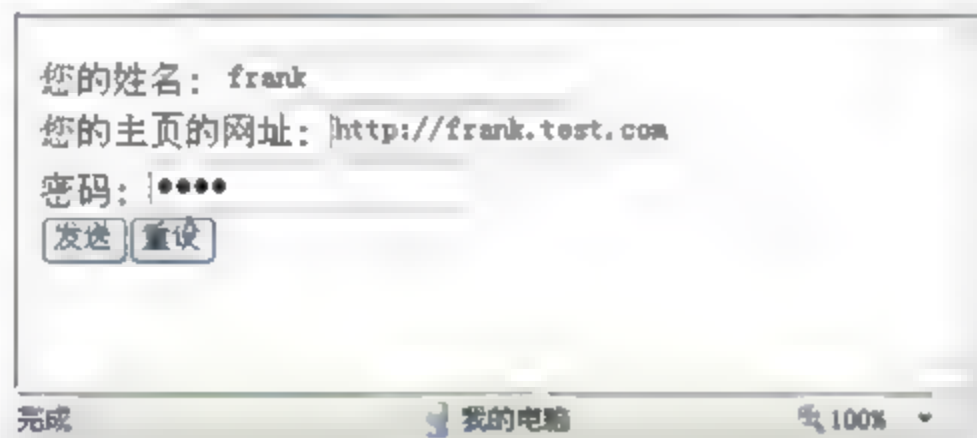 您的姓名: frank
您的主页的网址: http://frank.test.com
密码: ••••
发送 重设
完成 我的电脑 100%